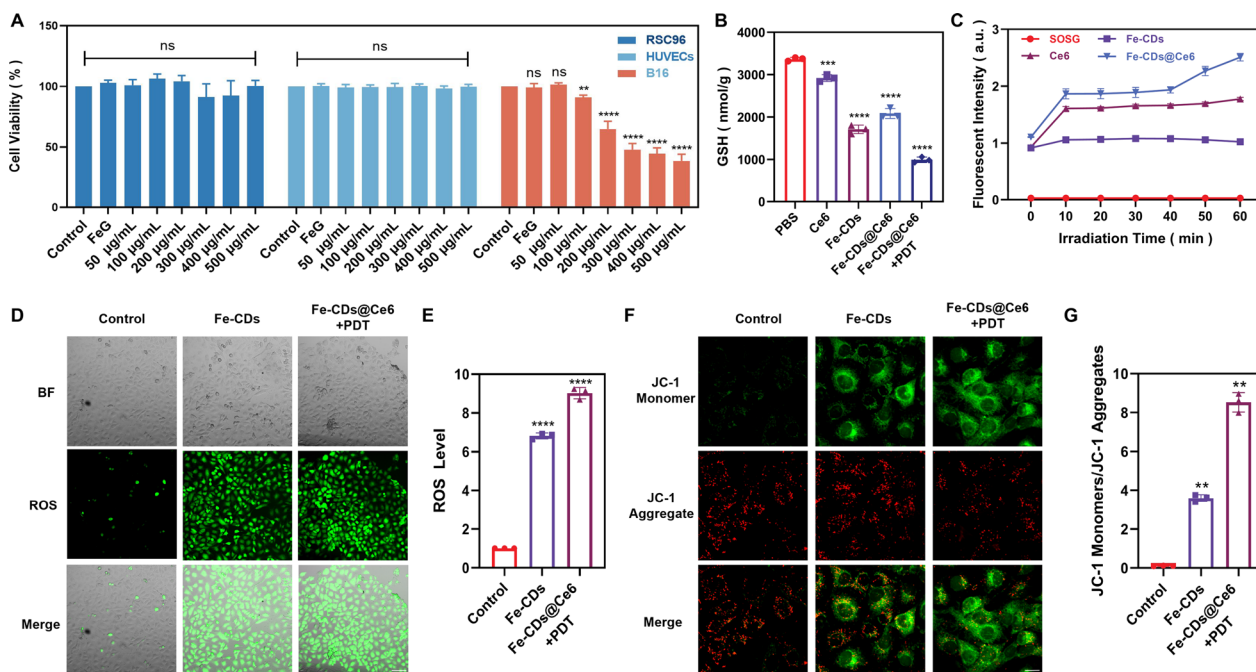 A
Cell Viability ( % )
150
100
50
0
ns
ns
ns
ns
**
****
****
****
****
RSC96
HUVECs
B16
Control
FeG
50 μg/mL
100 μg/mL
200 μg/mL
300 μg/mL
400 μg/mL
500 μg/mL
Control
FeG
50 μg/mL
100 μg/mL
200 μg/mL
300 μg/mL
400 μg/mL
500 μg/mL
Control
FeG
50 μg/mL
100 μg/mL
200 μg/mL
300 μg/mL
400 μg/mL
500 μg/mL
B
GSH ( nmol/g )
4000
3000
2000
1000
0
***
****
****
****
PBS
Ce6
Fe-CDs
Fe-CDs@Ce6
Fe-CDs@Ce6
+PDT
C
Fluorescent Intensity (a.u.)
3
2
1
0
SOSG
Ce6
Fe-CDs
Fe-CDs@Ce6
0 10 20 30 40 50 60
Irradiation Time ( min )
D
Control
Fe-CDs
Fe-CDs@Ce6
+PDT
BF
ROS
Merge
E
ROS Level
10
8
6
4
2
0
****
****
Control
Fe-CDs
Fe-CDs@Ce6
+PDT
F
Control
Fe-CDs
Fe-CDs@Ce6
+PDT
JC-1
Monomer
JC-1
Aggregate
Merge
G
JC-1 Monomers/JC-1 Aggregates
10
8
6
4
2
0
**
**
Control
Fe-CDs
Fe-CDs@Ce6
+PDT